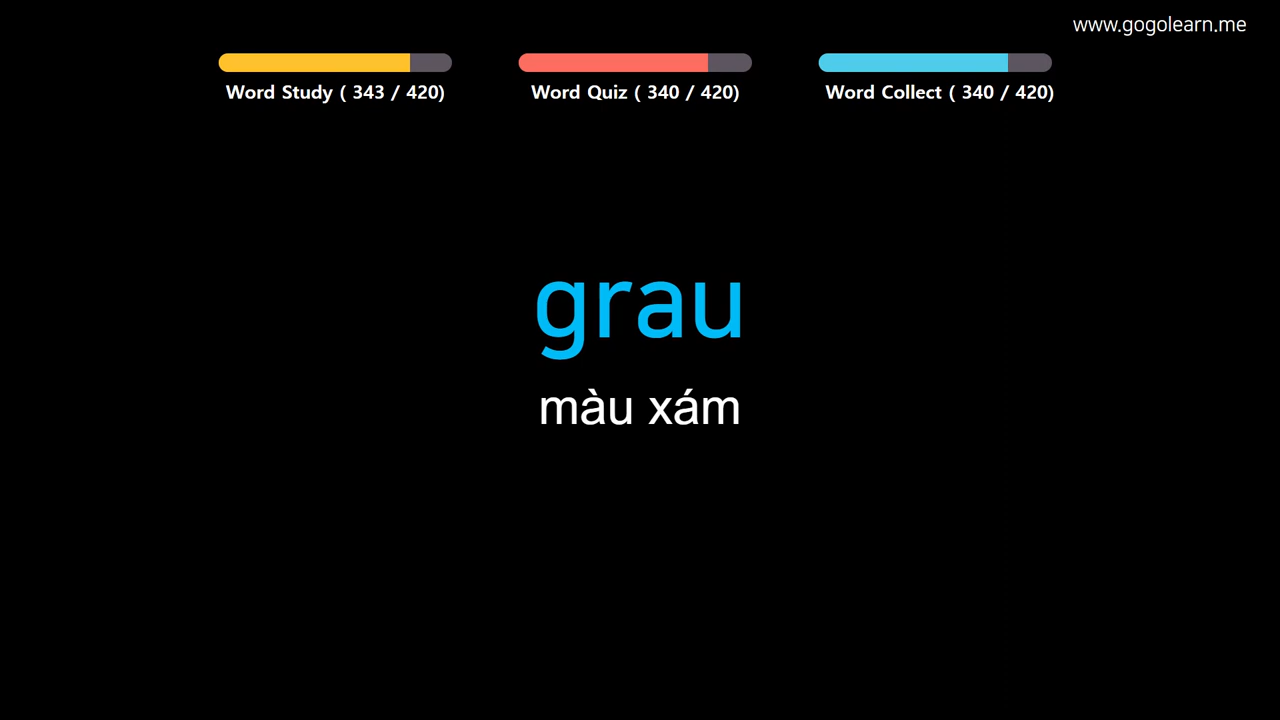 www.gogolearn.me
Word Study ( 343 / 420)
Word Quiz ( 340 / 420)
Word Collect ( 340 / 420)
grau
màu xám